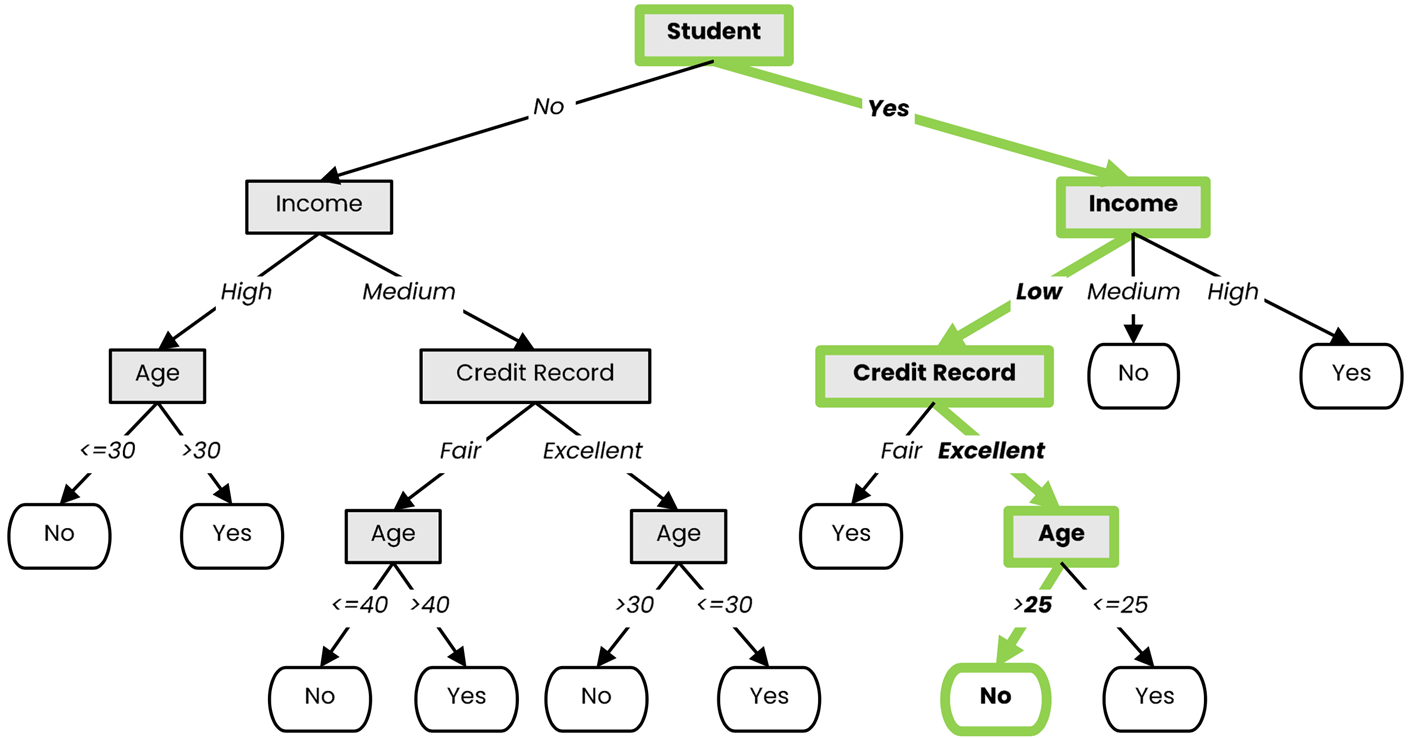 Student
No
Yes
Income
Income
High
Medium
Low
Medium
High
Age
Credit Record
Credit Record
No
Yes
<=30
>30
Fair
Excellent
Fair
Excellent
No
Yes
Age
Age
Yes
Age
<=40
>40
>30
<=30
>25
<=25
No
Yes
No
Yes
No
Yes